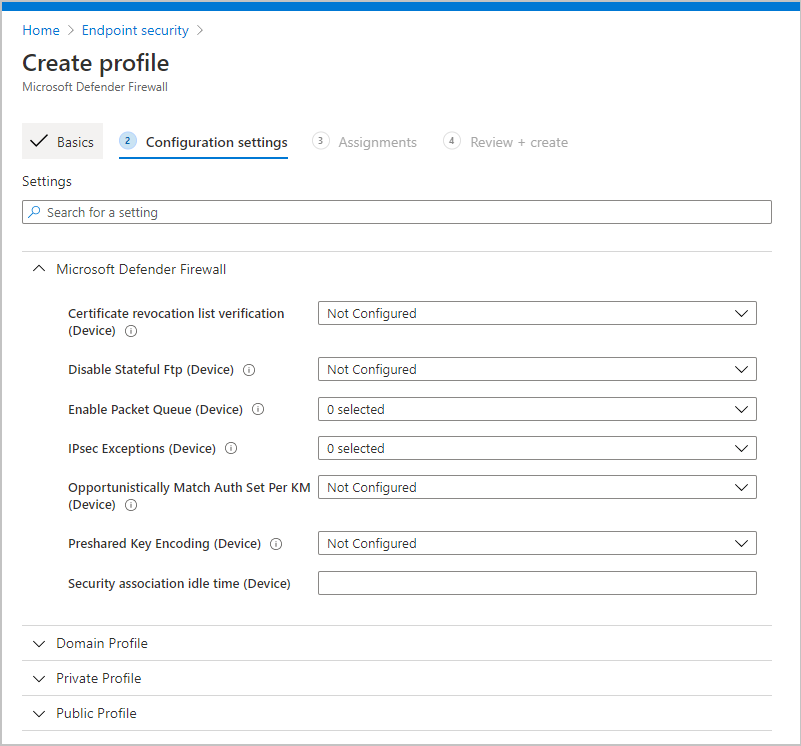 Home > Endpoint security >
Create profile
Microsoft Defender Firewall
Basics 2 Configuration settings 3 Assignments 4 Review + create
Settings
Search for a setting
Microsoft Defender Firewall
Certificate revocation list verification
(Device) Not Configured
Disable Stateful Ftp (Device) Not Configured
Enable Packet Queue (Device) 0 selected
IPsec Exceptions (Device) 0 selected
Opportunistically Match Auth Set Per KM
(Device) Not Configured
Preshared Key Encoding (Device) Not Configured
Security association idle time (Device)
Domain Profile
Private Profile
Public Profile